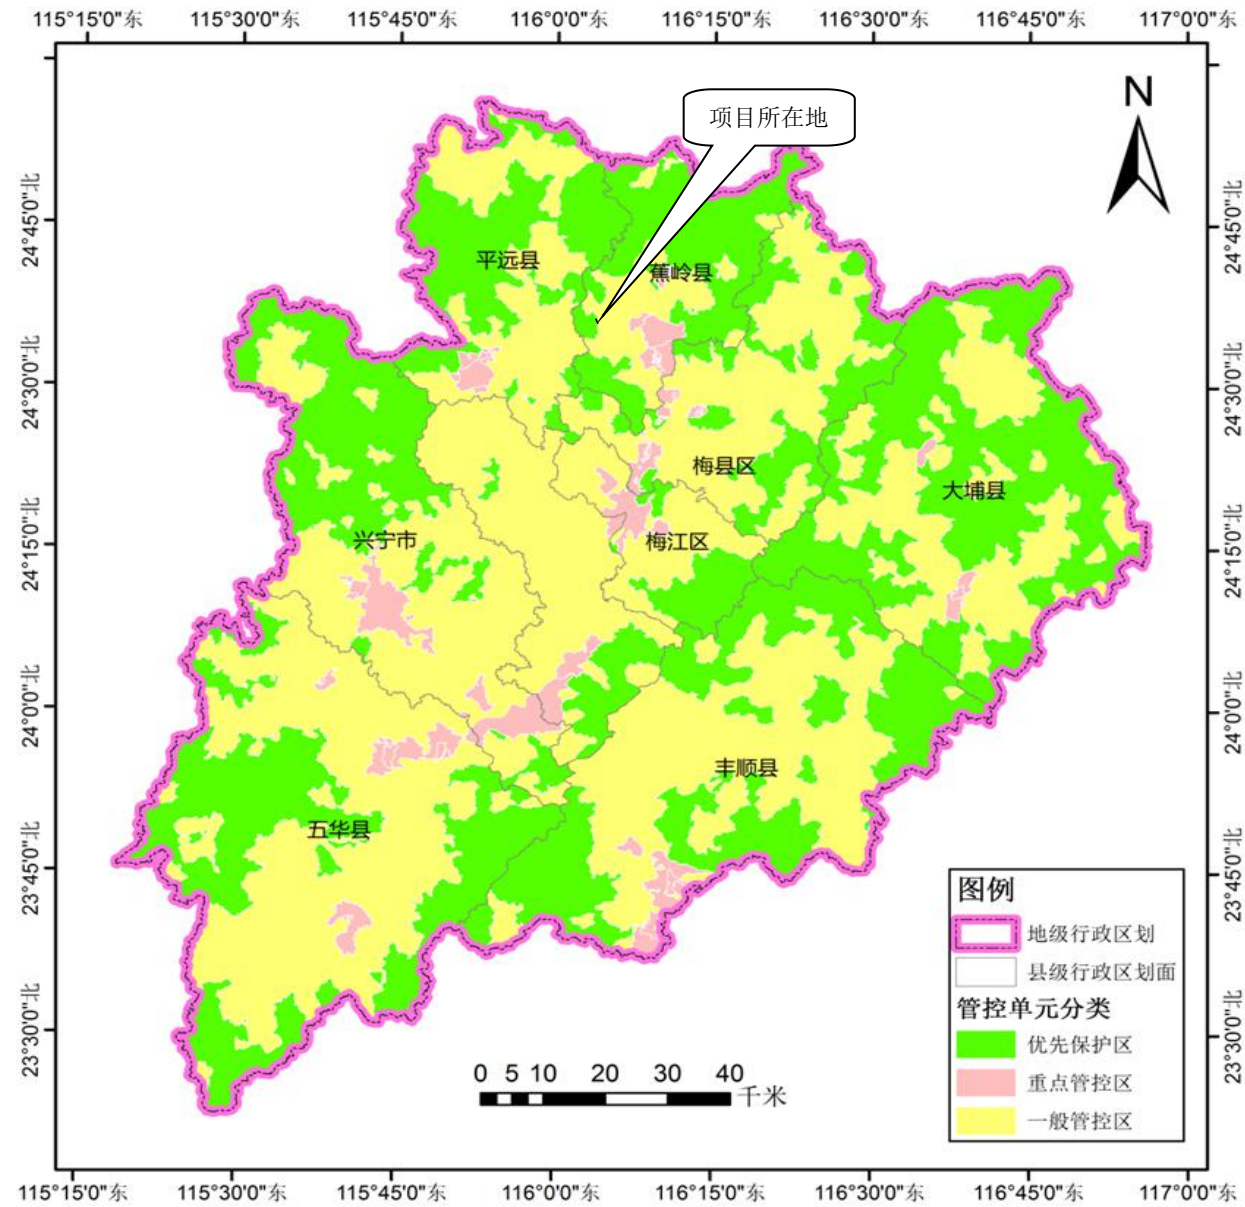 115°15'0"东 115°30'0"东 115°45'0"东 116°0'0"东 116°15'0"东 116°30'0"东 116°45'0"东 117°0'0"东
N
项目所在地
24°45'0"北
24°45'0"北
平远县
蕉岭县
24°30'0"北
24°30'0"北
梅县区
大埔县
24°15'0"北
24°15'0"北
兴宁市
梅江区
24°0'0"北
24°0'0"北
丰顺县
五华县
23°45'0"北
23°45'0"北
图例
地级行政区划
县级行政区划面
管控单元分类
优先保护区
重点管控区
一般管控区
23°30'0"北
23°30'0"北
0 5 10 20 30 40
千米
115°15'0"东 115°30'0"东 115°45'0"东 116°0'0"东 116°15'0"东 116°30'0"东 116°45'0"东 117°0'0"东